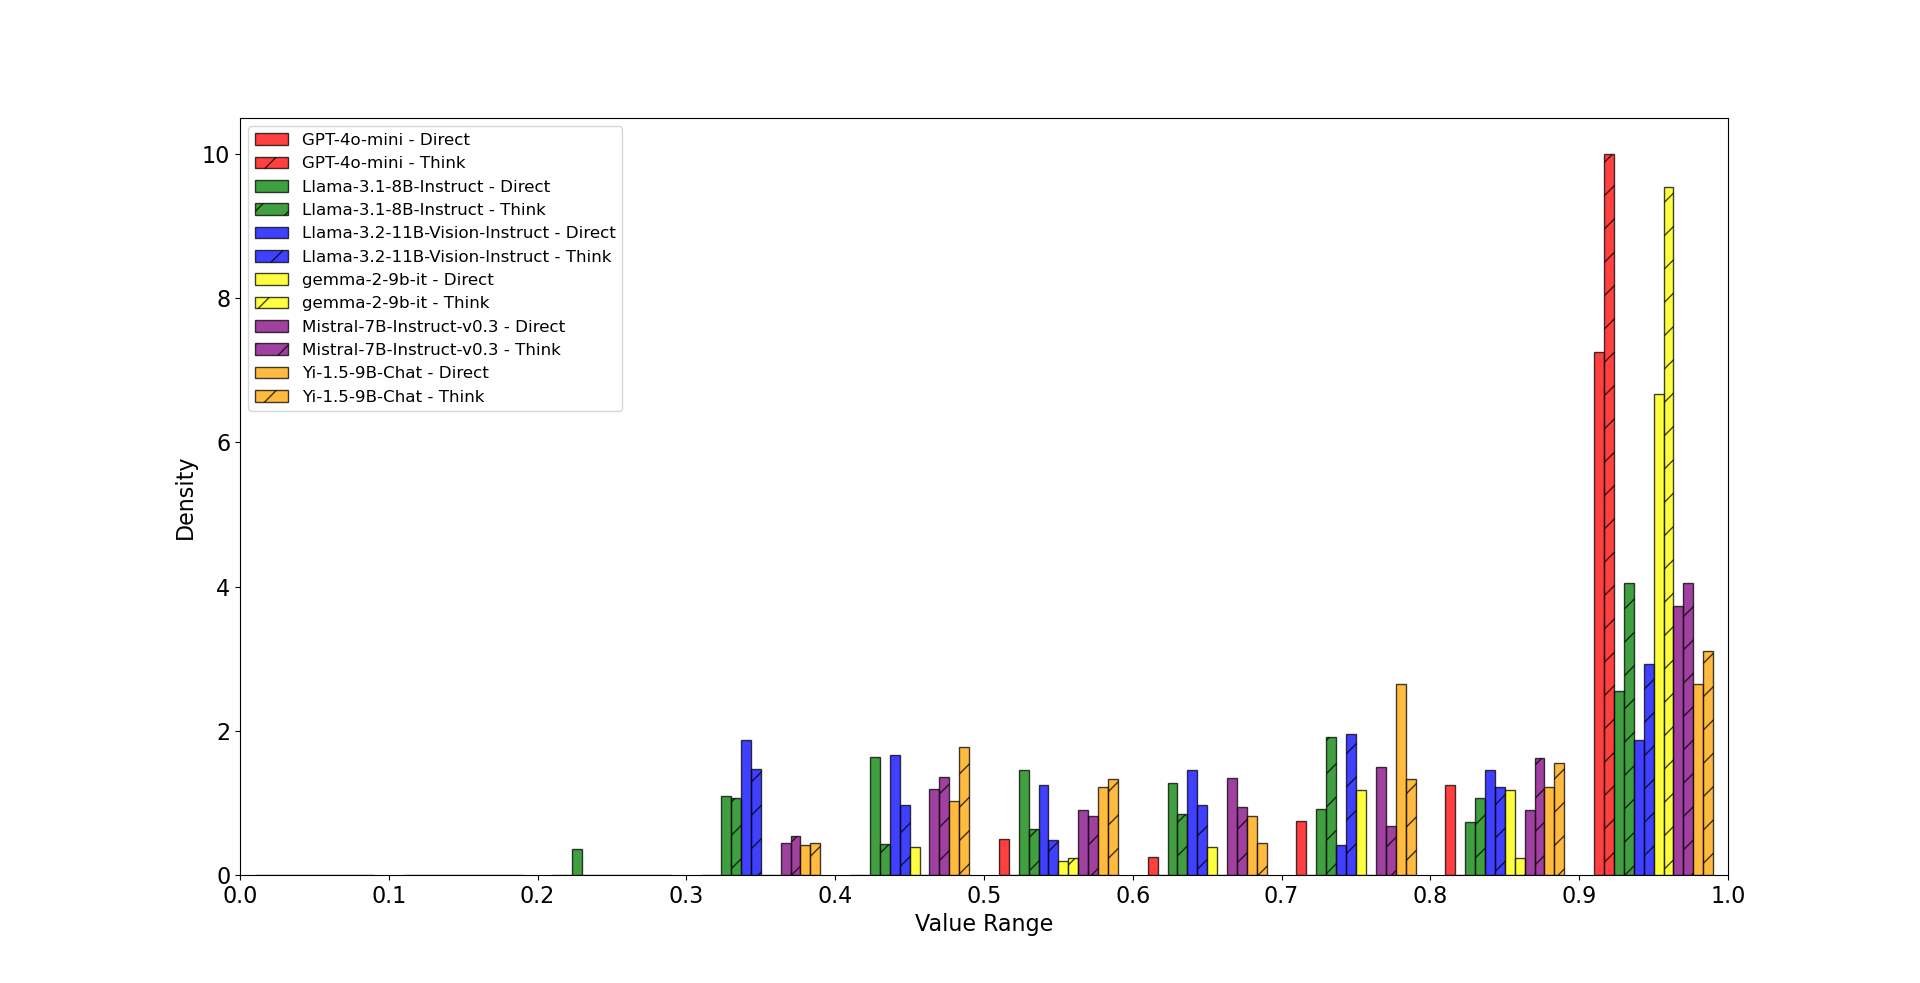 GPT-4o-mini - Direct
GPT-4o-mini - Think
Llama-3.1-8B-Instruct - Direct
Llama-3.1-8B-Instruct - Think
Llama-3.2-11B-Vision-Instruct - Direct
Llama-3.2-11B-Vision-Instruct - Think
gemma-2-9b-it - Direct
gemma-2-9b-it - Think
Mistral-7B-Instruct-v0.3 - Direct
Mistral-7B-Instruct-v0.3 - Think
Yi-1.5-9B-Chat - Direct
Yi-1.5-9B-Chat - Think
10
8
6
4
2
0
Density
0.0 0.1 0.2 0.3 0.4 0.5 0.6 0.7 0.8 0.9 1.0
Value Range